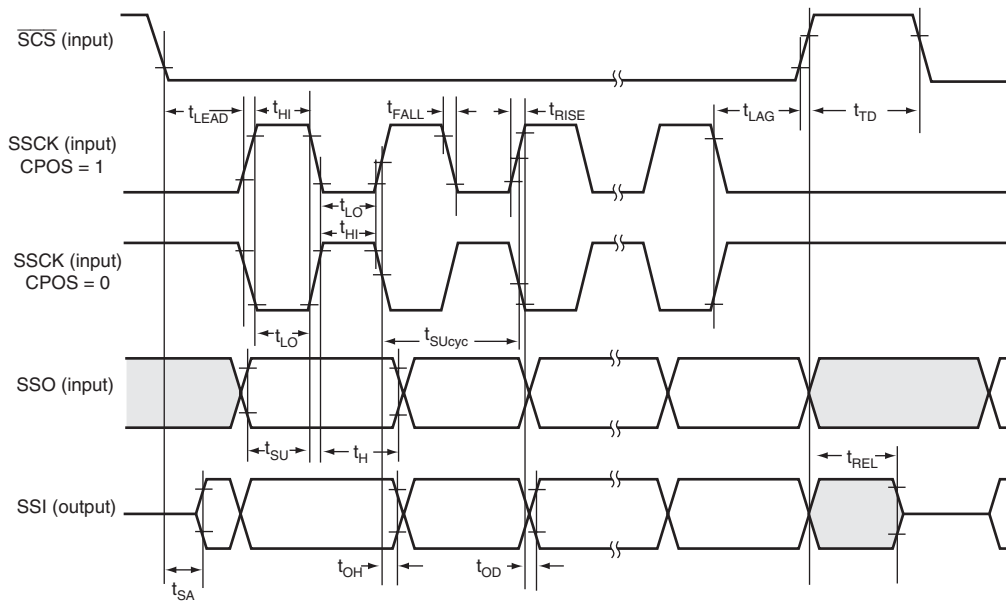 SCS (input)
tLEAD
tHI
tFALL
tRISE
tLAG
tTD
SSCK (input)
CPOS = 1
tLO
tHI
SSCK (input)
CPOS = 0
tLO
tSUcyc
SSO (input)
tSU
tH
tREL
SSI (output)
tOH
tOD
tSA